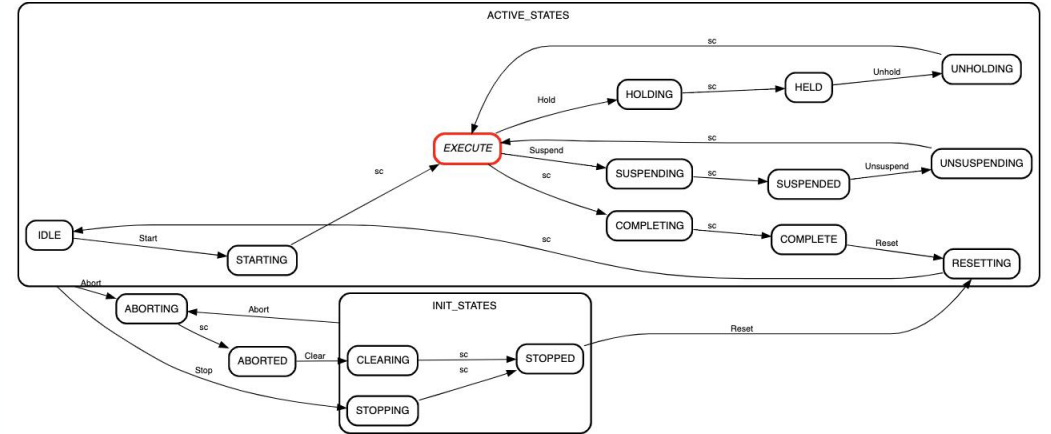 ACTIVE_STATES
sc
UNHOLDING
Unhold
HELD
sc
HOLDING
Hold
EXECUTE
sc
Suspend
UNSUSPENDING
Unsuspend
SUSPENDING
sc
SUSPENDED
sc
sc
COMPLETING
sc
COMPLETE
Reset
IDLE
Start
STARTING
sc
RESETTING
Abort
ABORTING
Abort
INIT_STATES
sc
Reset
ABORTED
Clear
CLEARING
sc
STOPPED
Stop
sc
STOPPING